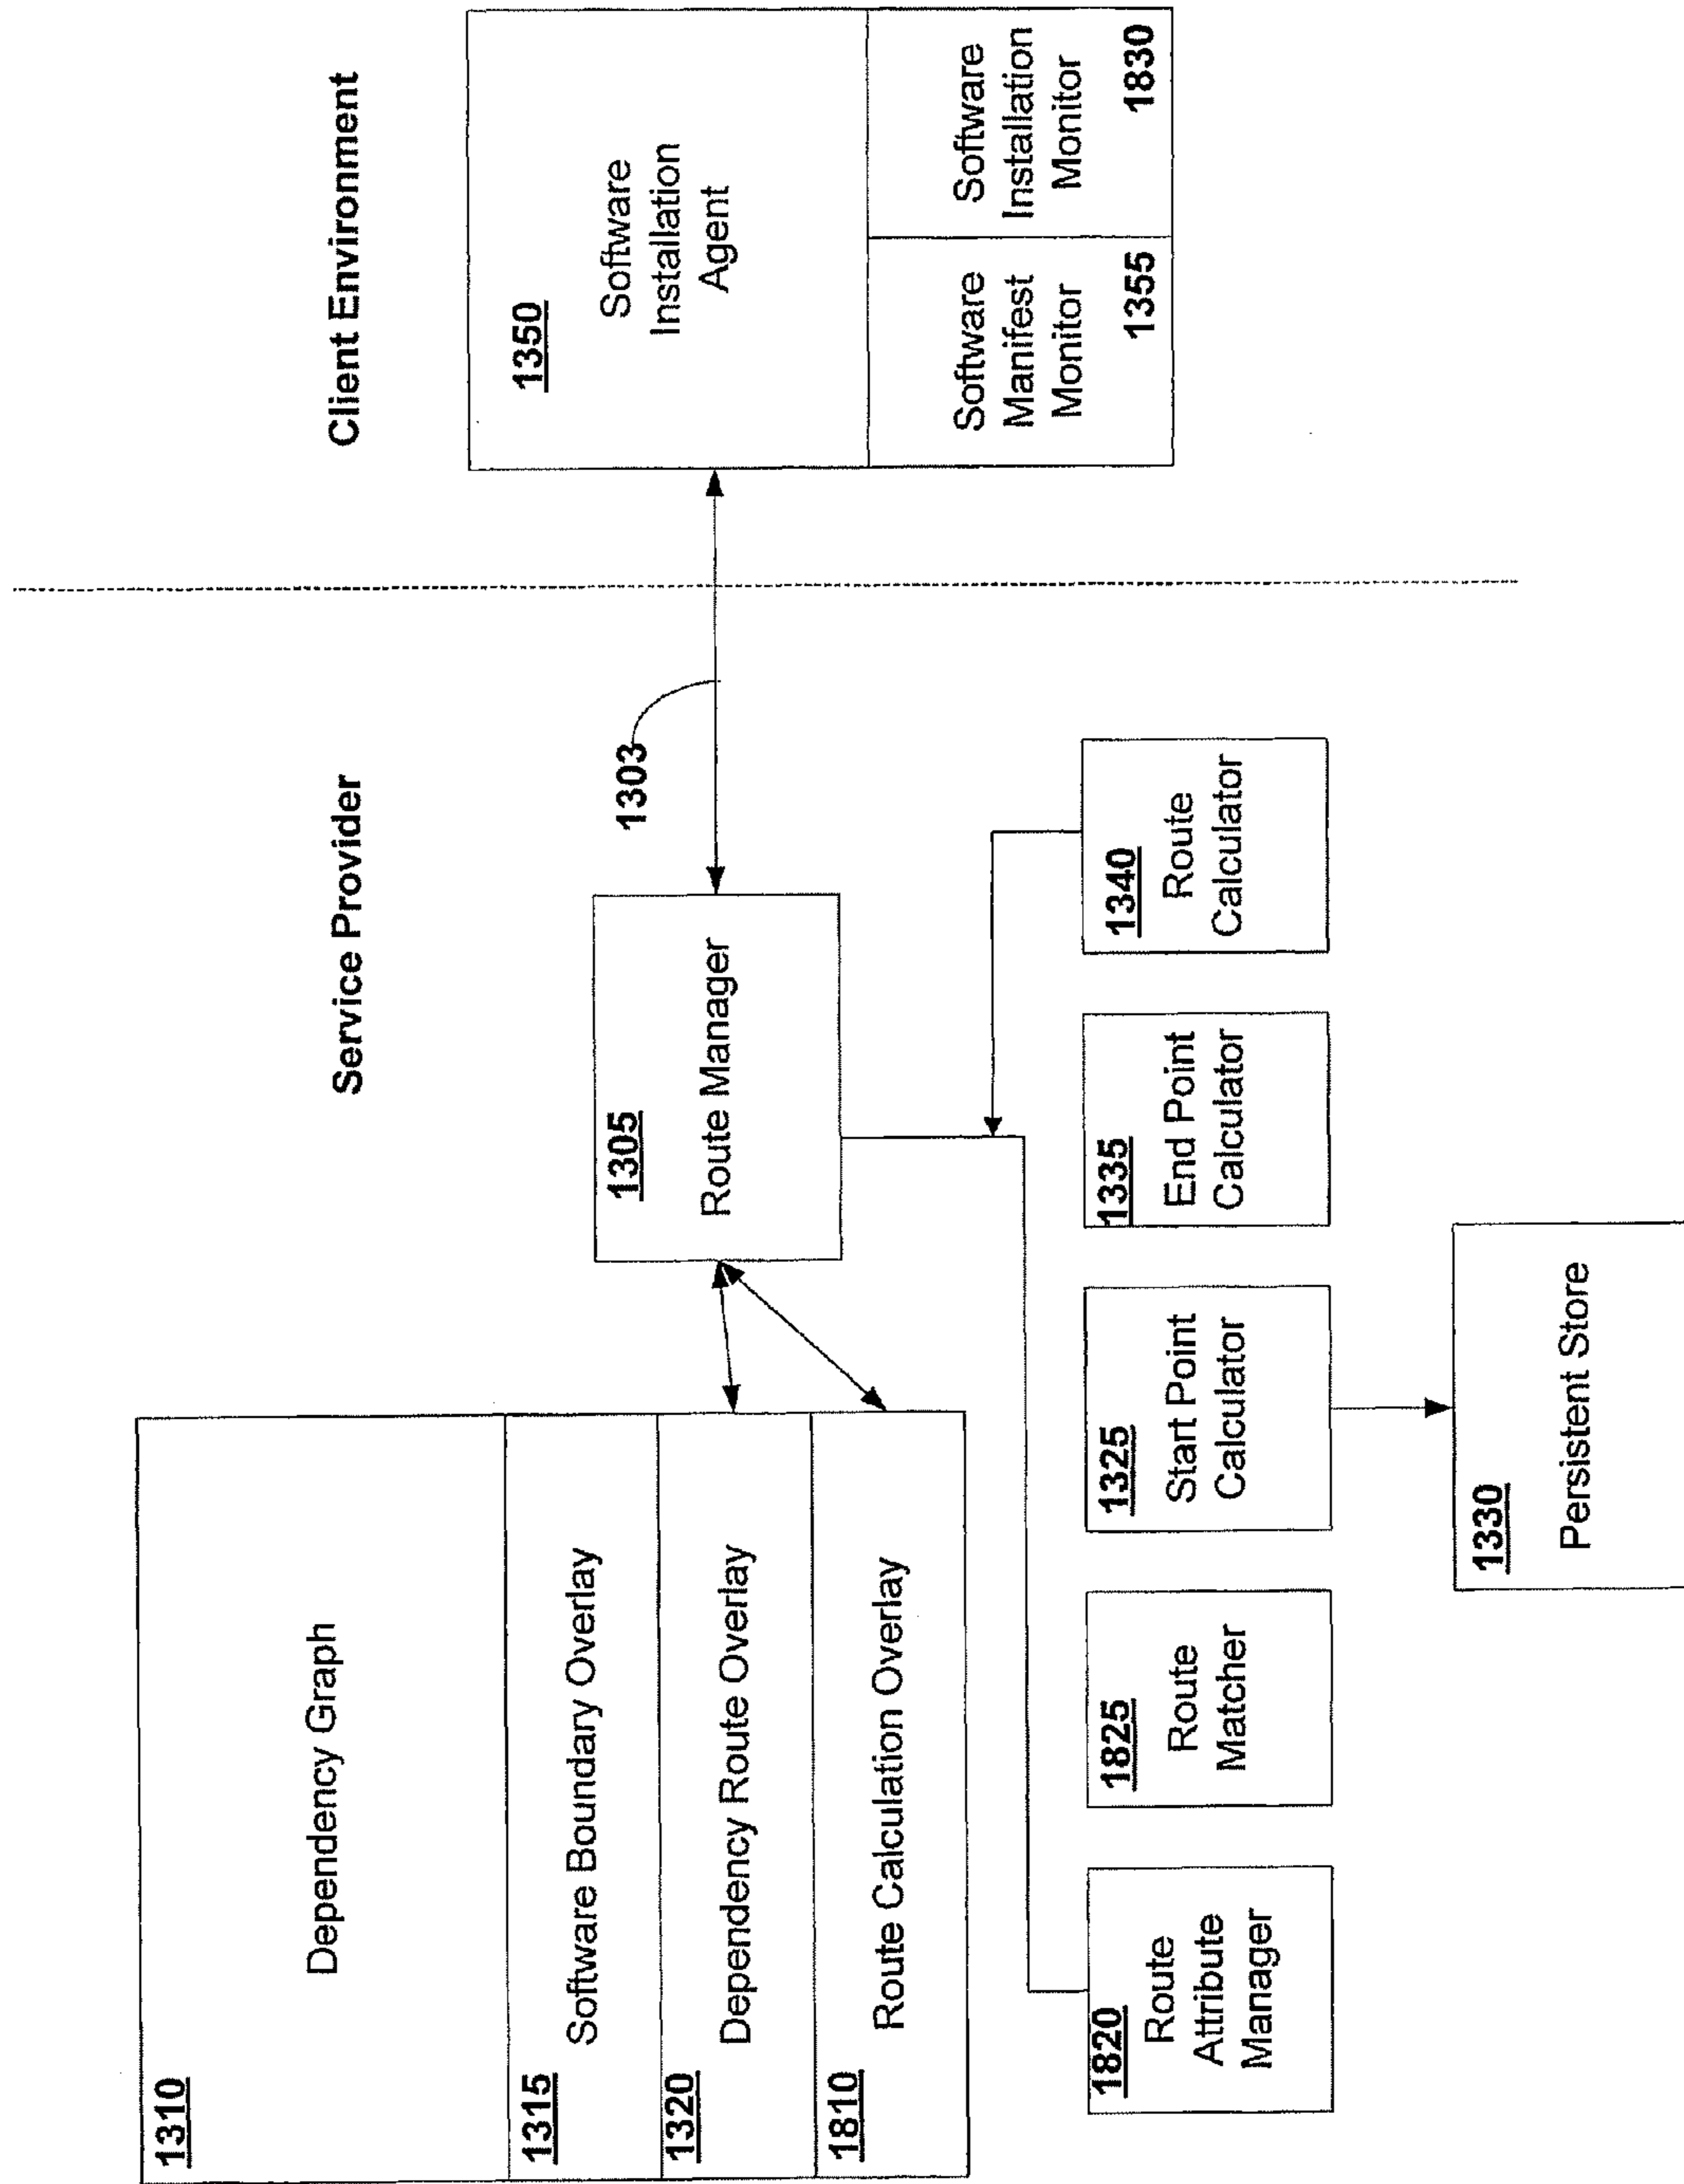 Service Provider
Client Environment
1310
Dependency Graph
1315
Software Boundary Overlay
1320
Dependency Route Overlay
1810
Route Calculation Overlay
1305
Route Manager
1303
1350
Software
Installation
Agent
Software
Manifest
Monitor
1355
Software
Installation
Monitor
1830
1820
Route
Attribute
Manager
1825
Route
Matcher
1325
Start Point
Calculator
1335
End Point
Calculator
1340
Route
Calculator
1330
Persistent Store